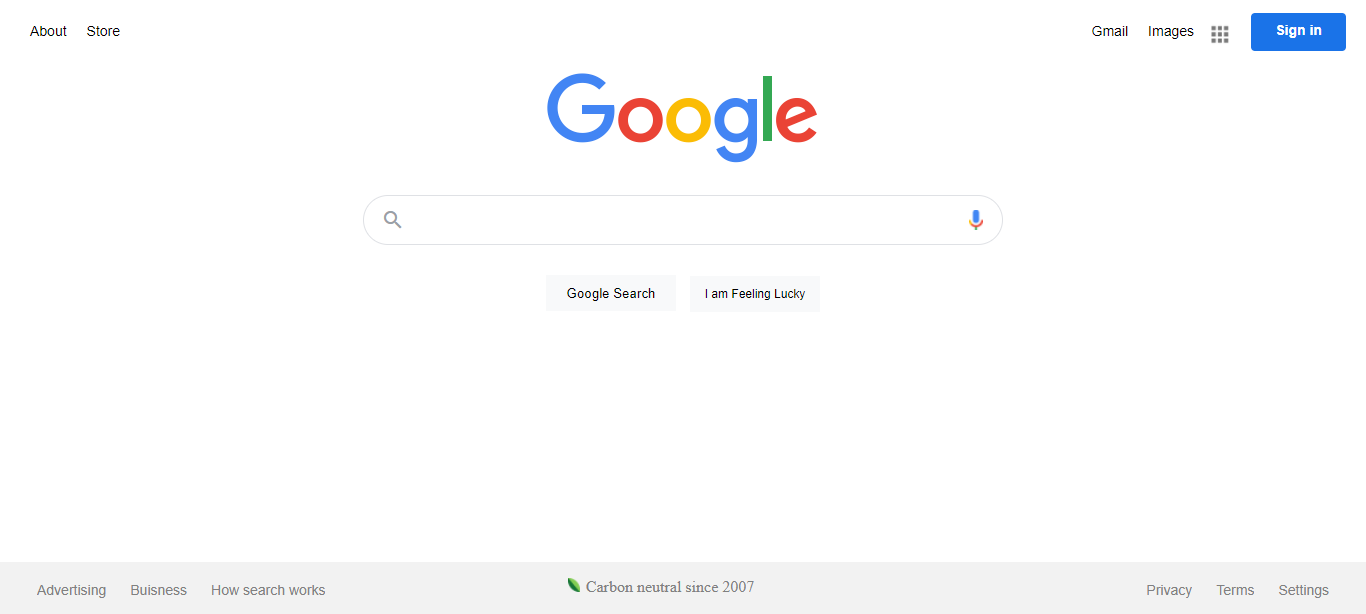 About Store Gmail Images Sign in
Google
Google Search I am Feeling Lucky
Advertising Buisness How search works Carbon neutral since 2007 Privacy Terms Settings